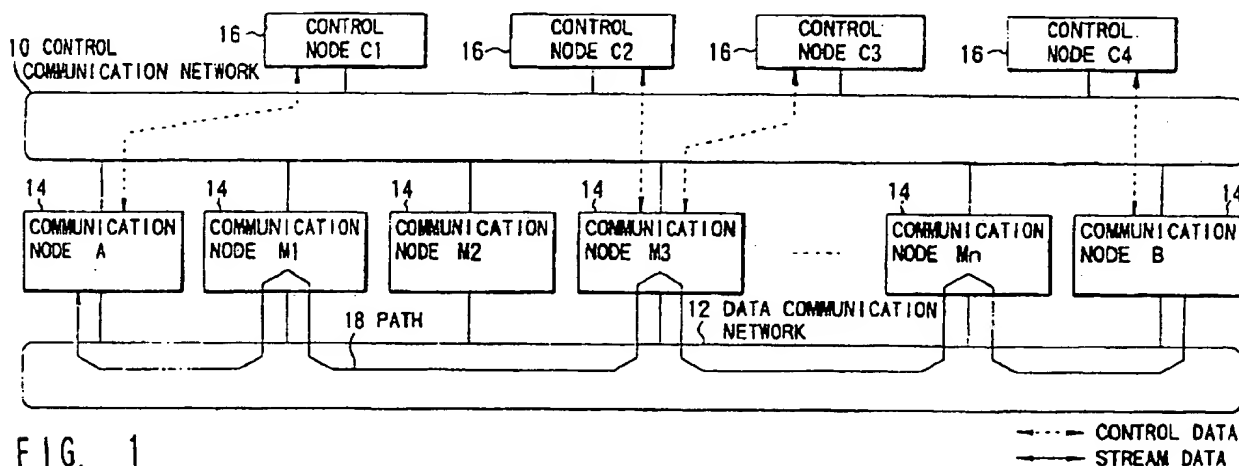 16
CONTROL
NODE C1
16
CONTROL
NODE C2
16
CONTROL
NODE C3
16
CONTROL
NODE C4
10 CONTROL
COMMUNICATION NETWORK
14
COMMUNICATION
NODE A
14
COMMUNICATION
NODE M1
14
COMMUNICATION
NODE M2
14
COMMUNICATION
NODE M3
14
COMMUNICATION
NODE Mn
14
COMMUNICATION
NODE B
18 PATH
12 DATA COMMUNICATION
NETWORK
FIG. 1
CONTROL DATA
STREAM DATA